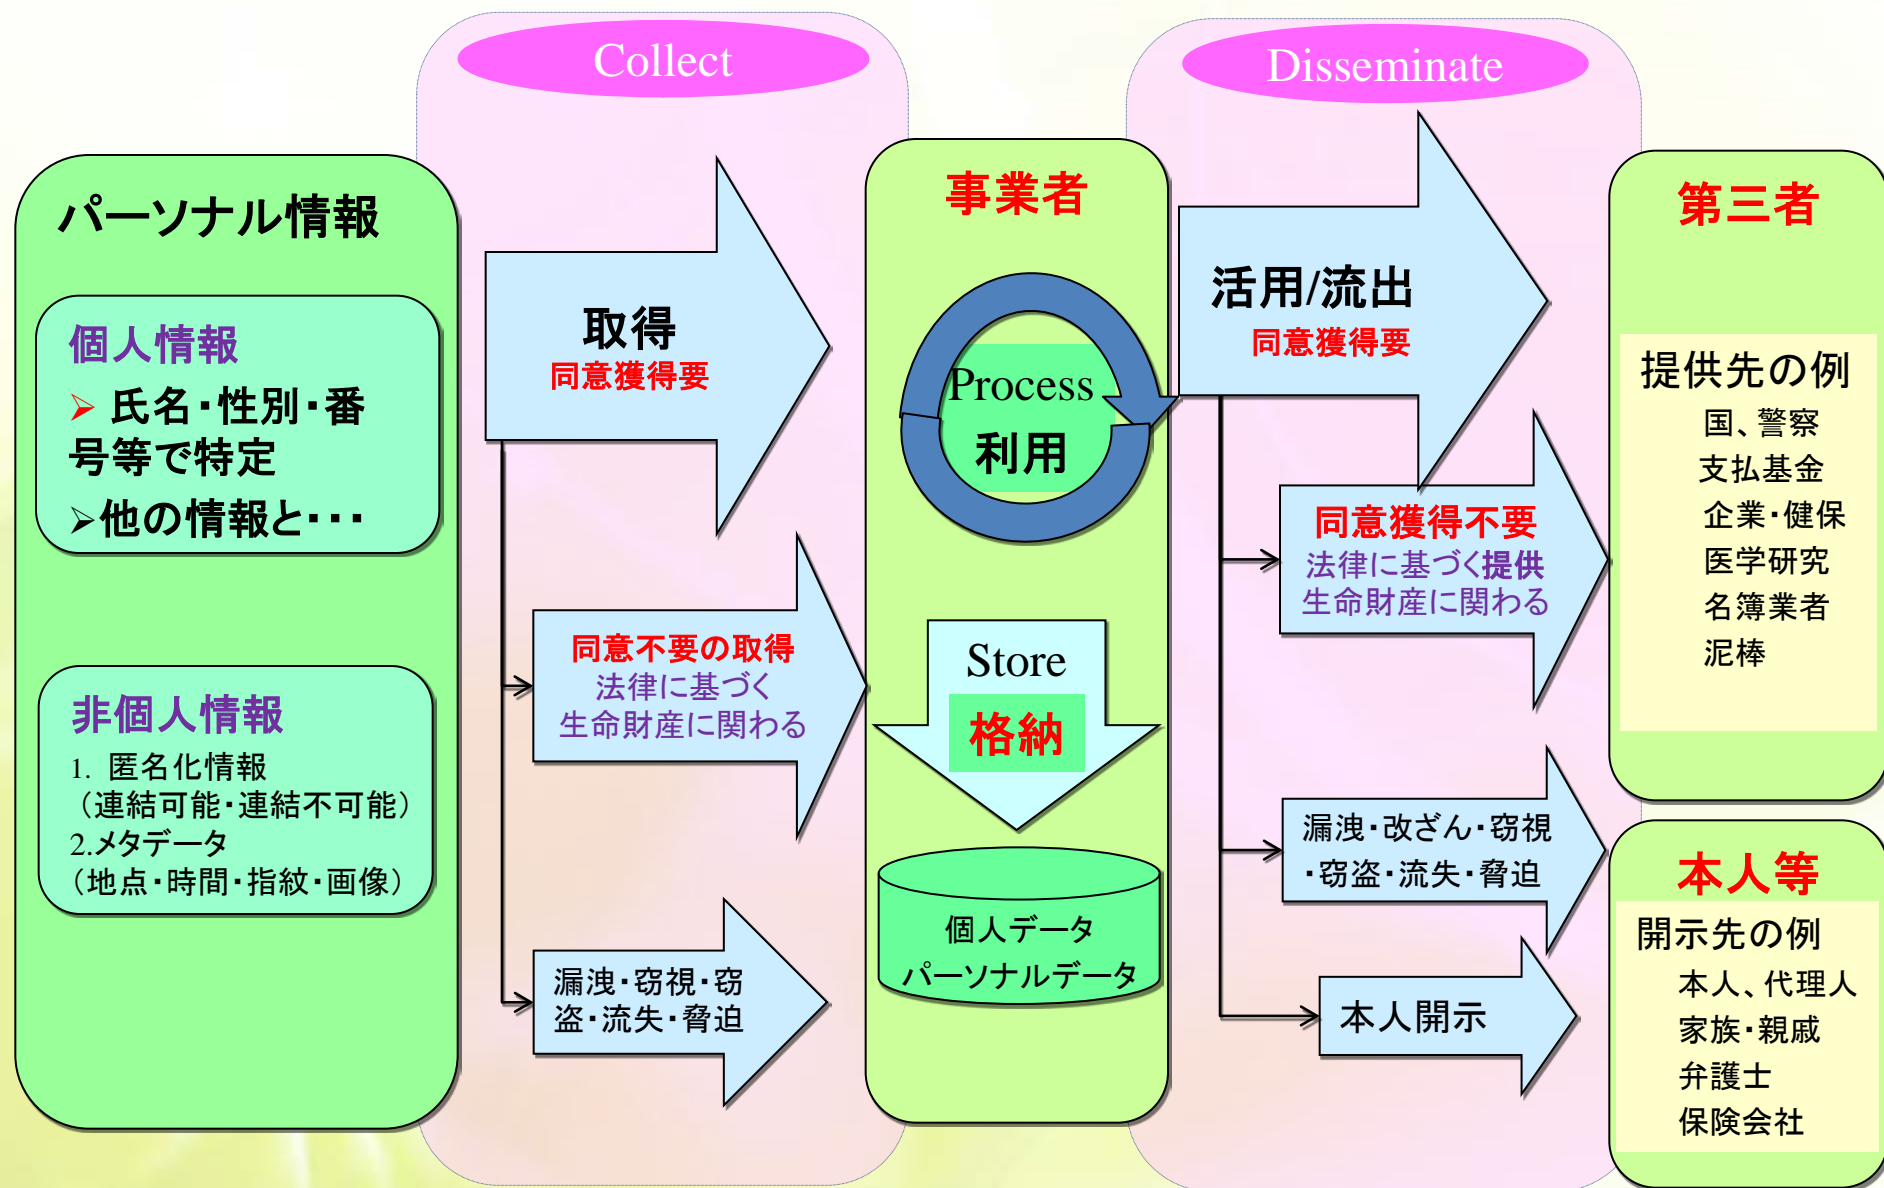 Collect
Disseminate
パーソナル情報
個人情報
➢ 氏名・性別・番
号等で特定
➢他の情報と・・・
非個人情報
1. 匿名化情報
（連結可能・連結不可能）
2.メタデータ
（地点・時間・指紋・画像）
取得
同意獲得要
同意不要の取得
法律に基づく
生命財産に関わる
漏洩・窃視・窃
盗・流失・脅迫
事業者
Process
利用
Store
格納
個人データ
パーソナルデータ
活用/流出
同意獲得要
同意獲得不要
法律に基づく提供
生命財産に関わる
漏洩・改ざん・窃視
・窃盗・流失・脅迫
本人開示
第三者
提供先の例
国、警察
支払基金
企業・健保
医学研究
名簿業者
泥棒
本人等
開示先の例
本人、代理人
家族・親戚
弁護士
保険会社